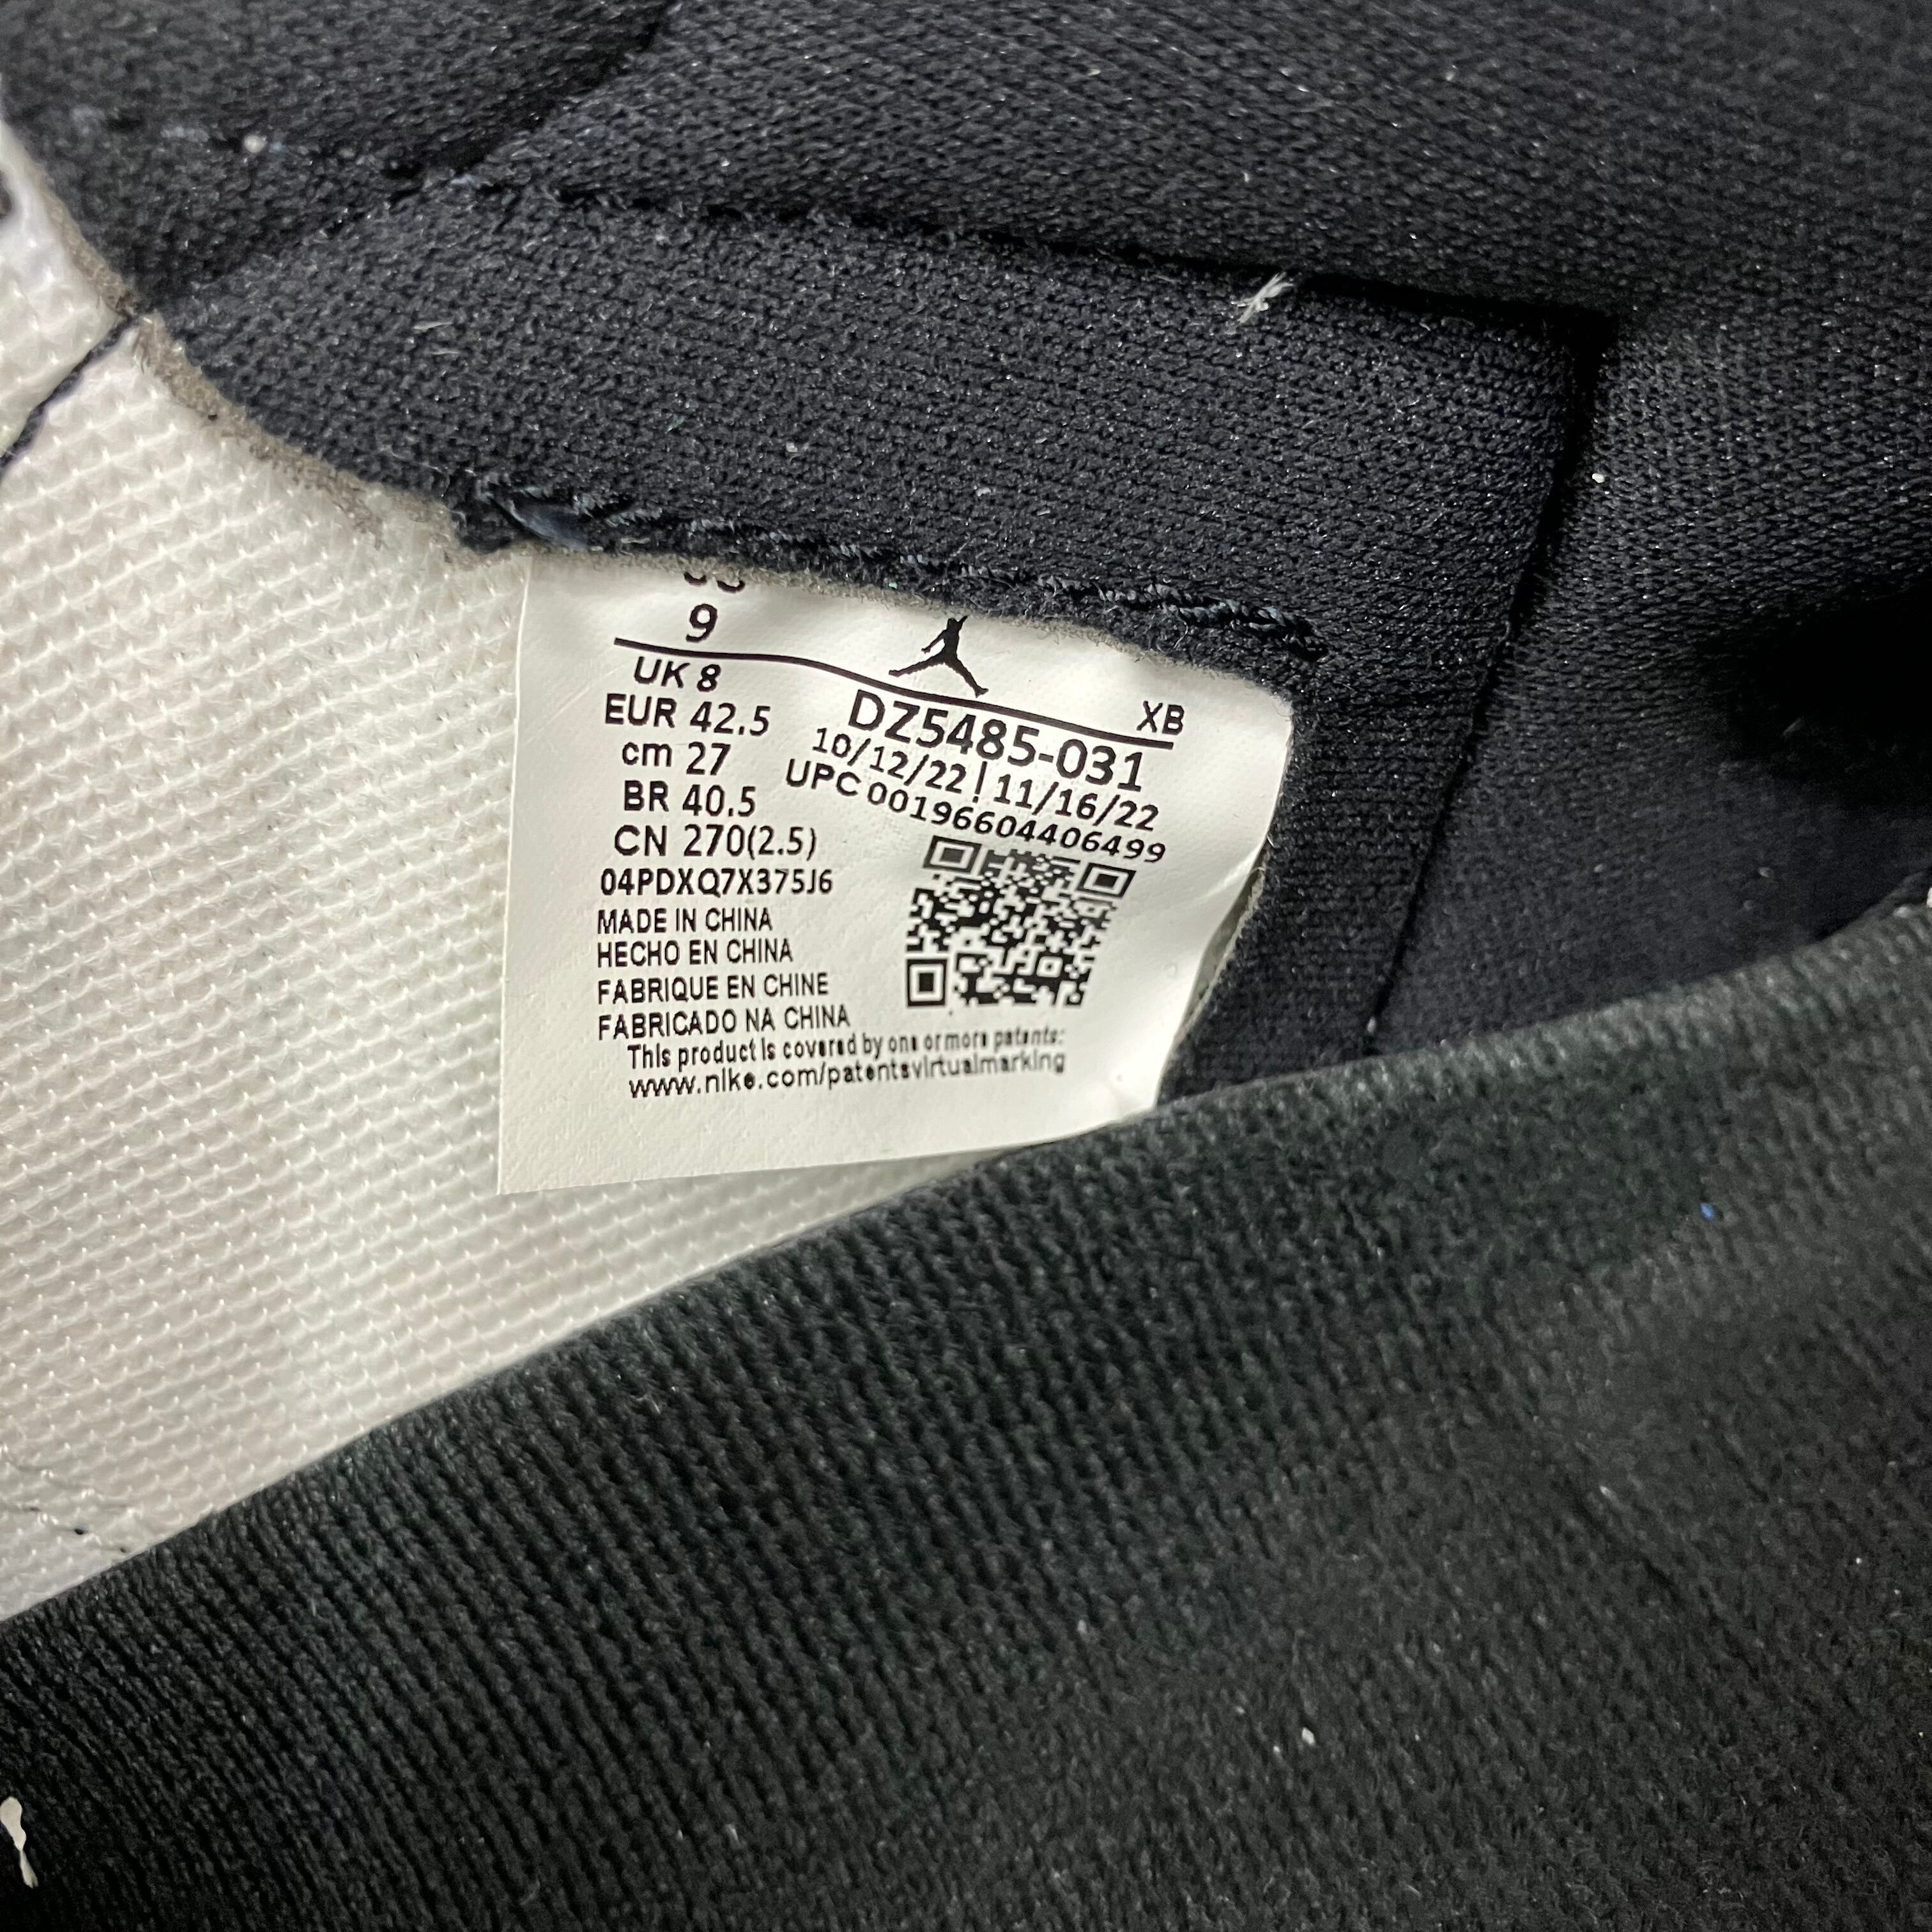 9
UK 8
EUR 42.5
cm 27
BR 40.5
CN 270(2.5)
04PDXQ7X375J6
MADE IN CHINA
HECHO EN CHINA
FABRIQUE EN CHINE
FABRICADO NA CHINA
XB
DZ5485-031
10/12/22 | 11/16/22
UPC 00196604406499
This product is covered by one or more patents:
www.nike.com/patentsvirtualmarking